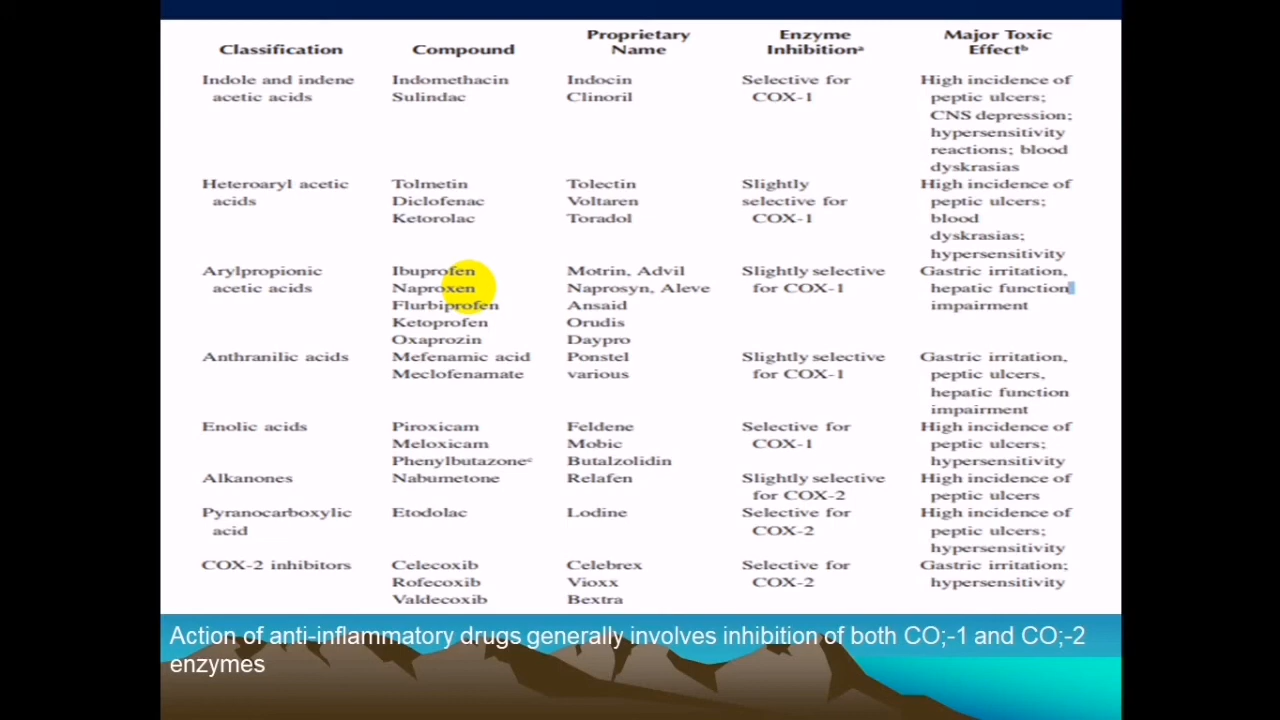 Classification Compound Proprietary Name Enzyme Inhibitionᵃ Major Toxic Effectᵇ
Indole and indene Indomethacin Indocin Selective for High incidence of
acetic acids Sulindac Clinoril COX-1 peptic ulcers;
CNS depression;
hypersensitivity
reactions; blood
dyskrasias
Heteroaryl acetic Tolmetin Tolectin Slightly High incidence of
acids Diclofenac Voltaren selective for peptic ulcers;
Ketorolac Toradol COX-1 blood
dyskrasias;
hypersensitivity
Arylpropionic Ibuprofen Motrin, Advil Slightly selective Gastric irritation,
acetic acids Naproxen Naprosyn, Aleve for COX-1 hepatic function
Flurbiprofen Ansaid impairment
Ketoprofen Orudis
Oxaprozin Daypro
Anthranilic acids Mefenamic acid Ponstel Slightly selective Gastric irritation,
Meclofenamate various for COX-1 peptic ulcers,
hepatic function
impairment
Enolic acids Piroxicam Feldene Selective for High incidence of
Meloxicam Mobic COX-1 peptic ulcers;
Phenylbutazoneᶜ Butalzolidin hypersensitivity
Alkanones Nabumetone Relafen Slightly selective High incidence of
for COX-2 peptic ulcers
Pyranocarboxylic Etodolac Lodine Selective for High incidence of
acid COX-2 peptic ulcers;
hypersensitivity
COX-2 inhibitors Celecoxib Celebrex Selective for Gastric irritation;
Rofecoxib Vioxx COX-2 hypersensitivity
Valdecoxib Bextra
Action of anti-inflammatory drugs generally involves inhibition of both CO;-1 and CO;-2
enzymes